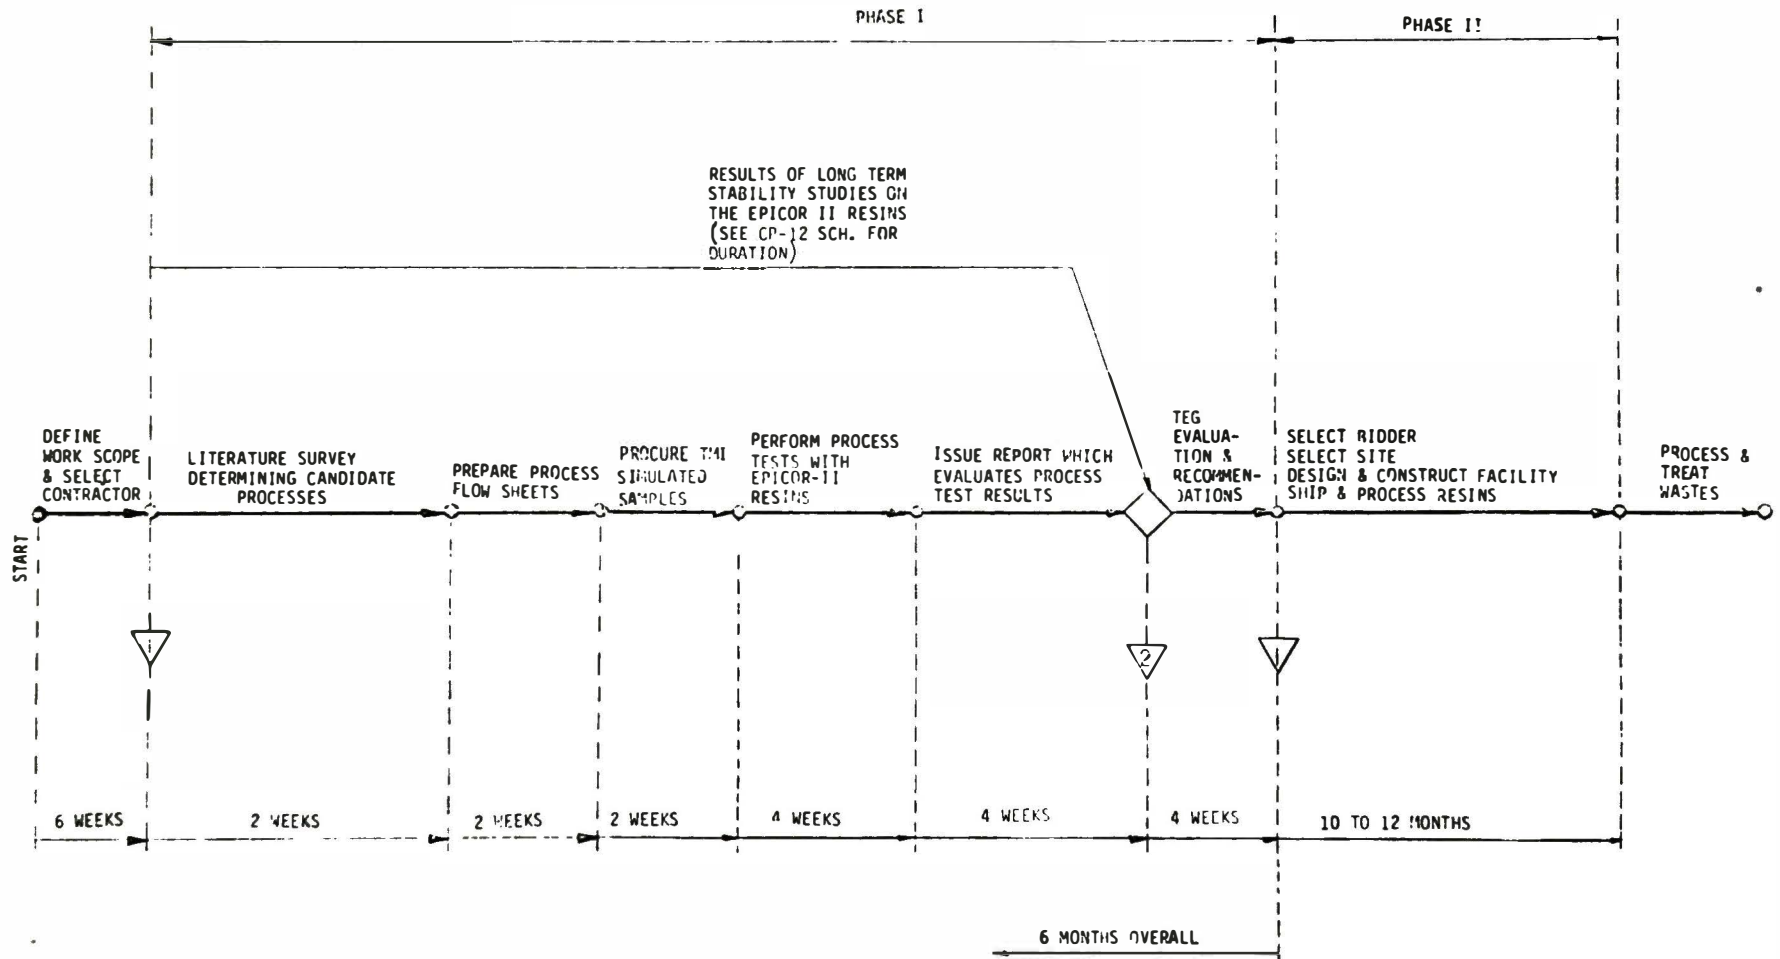 PHASE I
PHASE II
RESULTS OF LONG TERM
STABILITY STUDIES ON
THE EPICOR II RESINS
(SEE CP-12 SCH. FOR
DURATION)
DEFINE
WORK SCOPE
& SELECT
CONTRACTOR
LITERATURE SURVEY
DETERMINING CANDIDATE
PROCESSES
PREPARE PROCESS
FLOW SHEETS
PROCURE TMI
SIMULATED
SAMPLES
PERFORM PROCESS
TESTS WITH
EPICOR-II
RESINS
ISSUE REPORT WHICH
EVALUATES PROCESS
TEST RESULTS
TEG
EVALUA-
TION &
RECOMMEN-
DATIONS
SELECT BIDDER
SELECT SITE
DESIGN & CONSTRUCT FACILITY
SHIP & PROCESS RESINS
PROCESS &
TREAT
WASTES
START
1
2
1
6 WEEKS
2 WEEKS
2 WEEKS
2 WEEKS
4 WEEKS
4 WEEKS
4 WEEKS
10 TO 12 MONTHS
6 MONTHS OVERALL